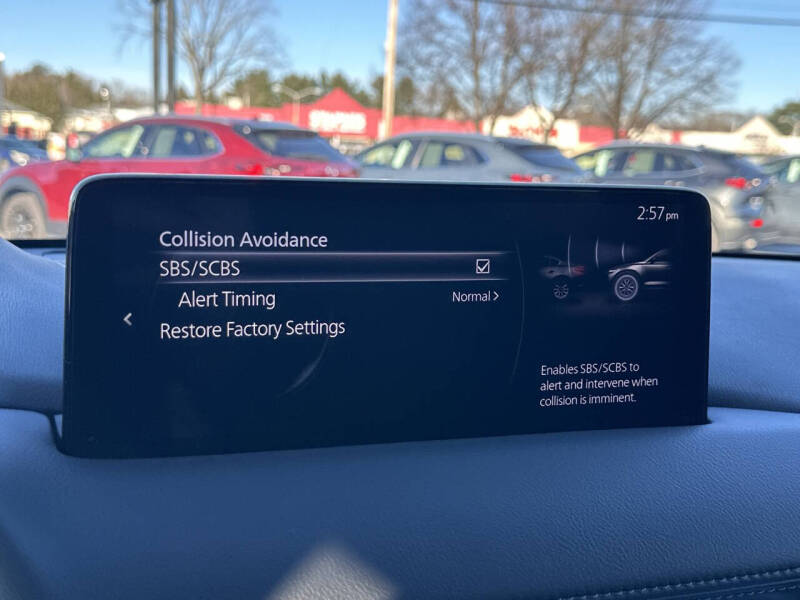 2:57 pm
Collision Avoidance
SBS/SCBS
Alert Timing Normal >
Restore Factory Settings
Enables SBS/SCBS to
alert and intervene when
collision is imminent.